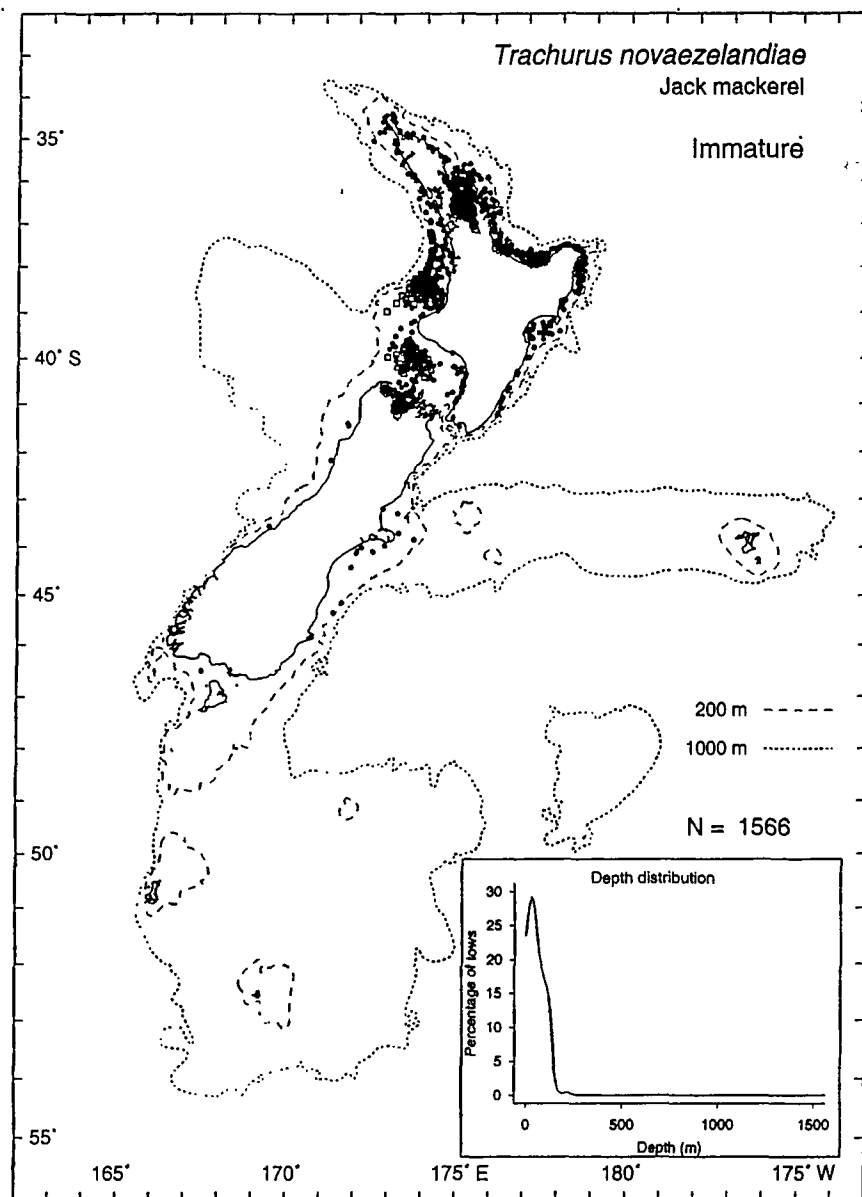 Trachurus novaezelandiae
Jack mackerel
Immature
35°
40° S
45°
50°
55°
200 m
1000 m
N = 1566
Depth distribution
Percentage of tows
30
25
20
15
10
5
0
0 500 1000 1500
Depth (m)
165° 170° 175° E 180° 175° W